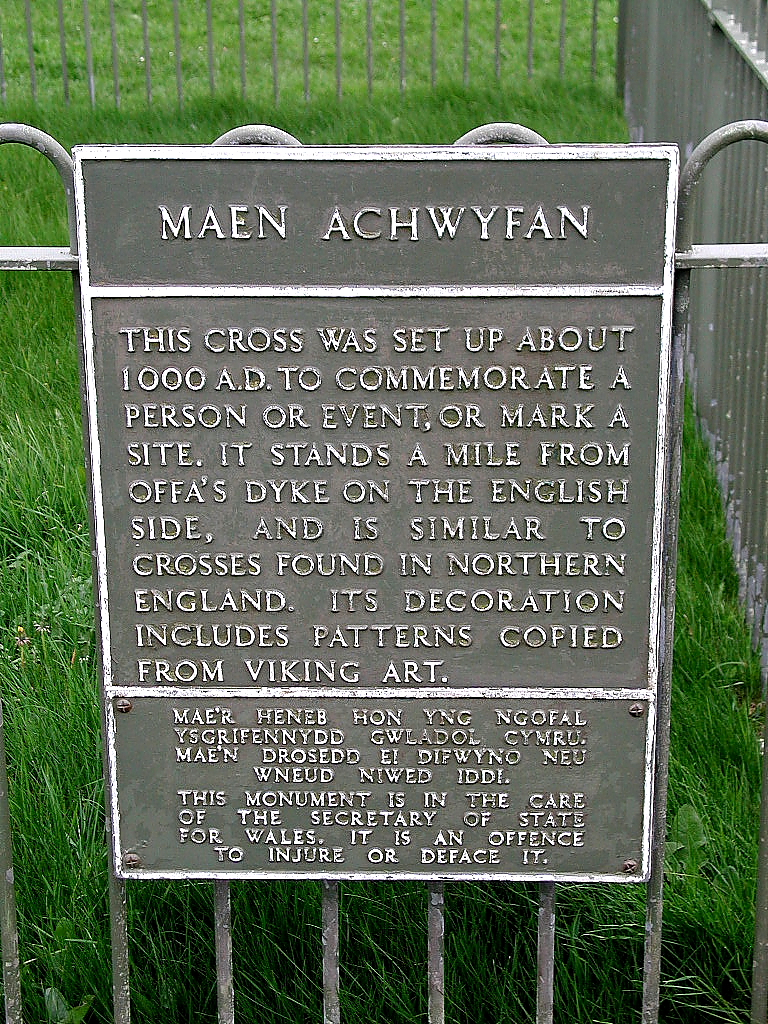 MAEN ACHWYFAN
THIS CROSS WAS SET UP ABOUT
1000 A.D. TO COMMEMORATE A
PERSON OR EVENT, OR MARK A
SITE. IT STANDS A MILE FROM
OFFA'S DYKE ON THE ENGLISH
SIDE, AND IS SIMILAR TO
CROSSES FOUND IN NORTHERN
ENGLAND. ITS DECORATION
INCLUDES PATTERNS COPIED
FROM VIKING ART.
MAE'R HENEB HON YNG NGOFAL
YSGRIFENNYDD GWLADOL CYMRU.
MAE'N DROSEDD EI DIFWYNO NEU
WNEUD NIWED IDDI.
THIS MONUMENT IS IN THE CARE
OF THE SECRETARY OF STATE
FOR WALES. IT IS AN OFFENCE
TO INJURE OR DEFACE IT.